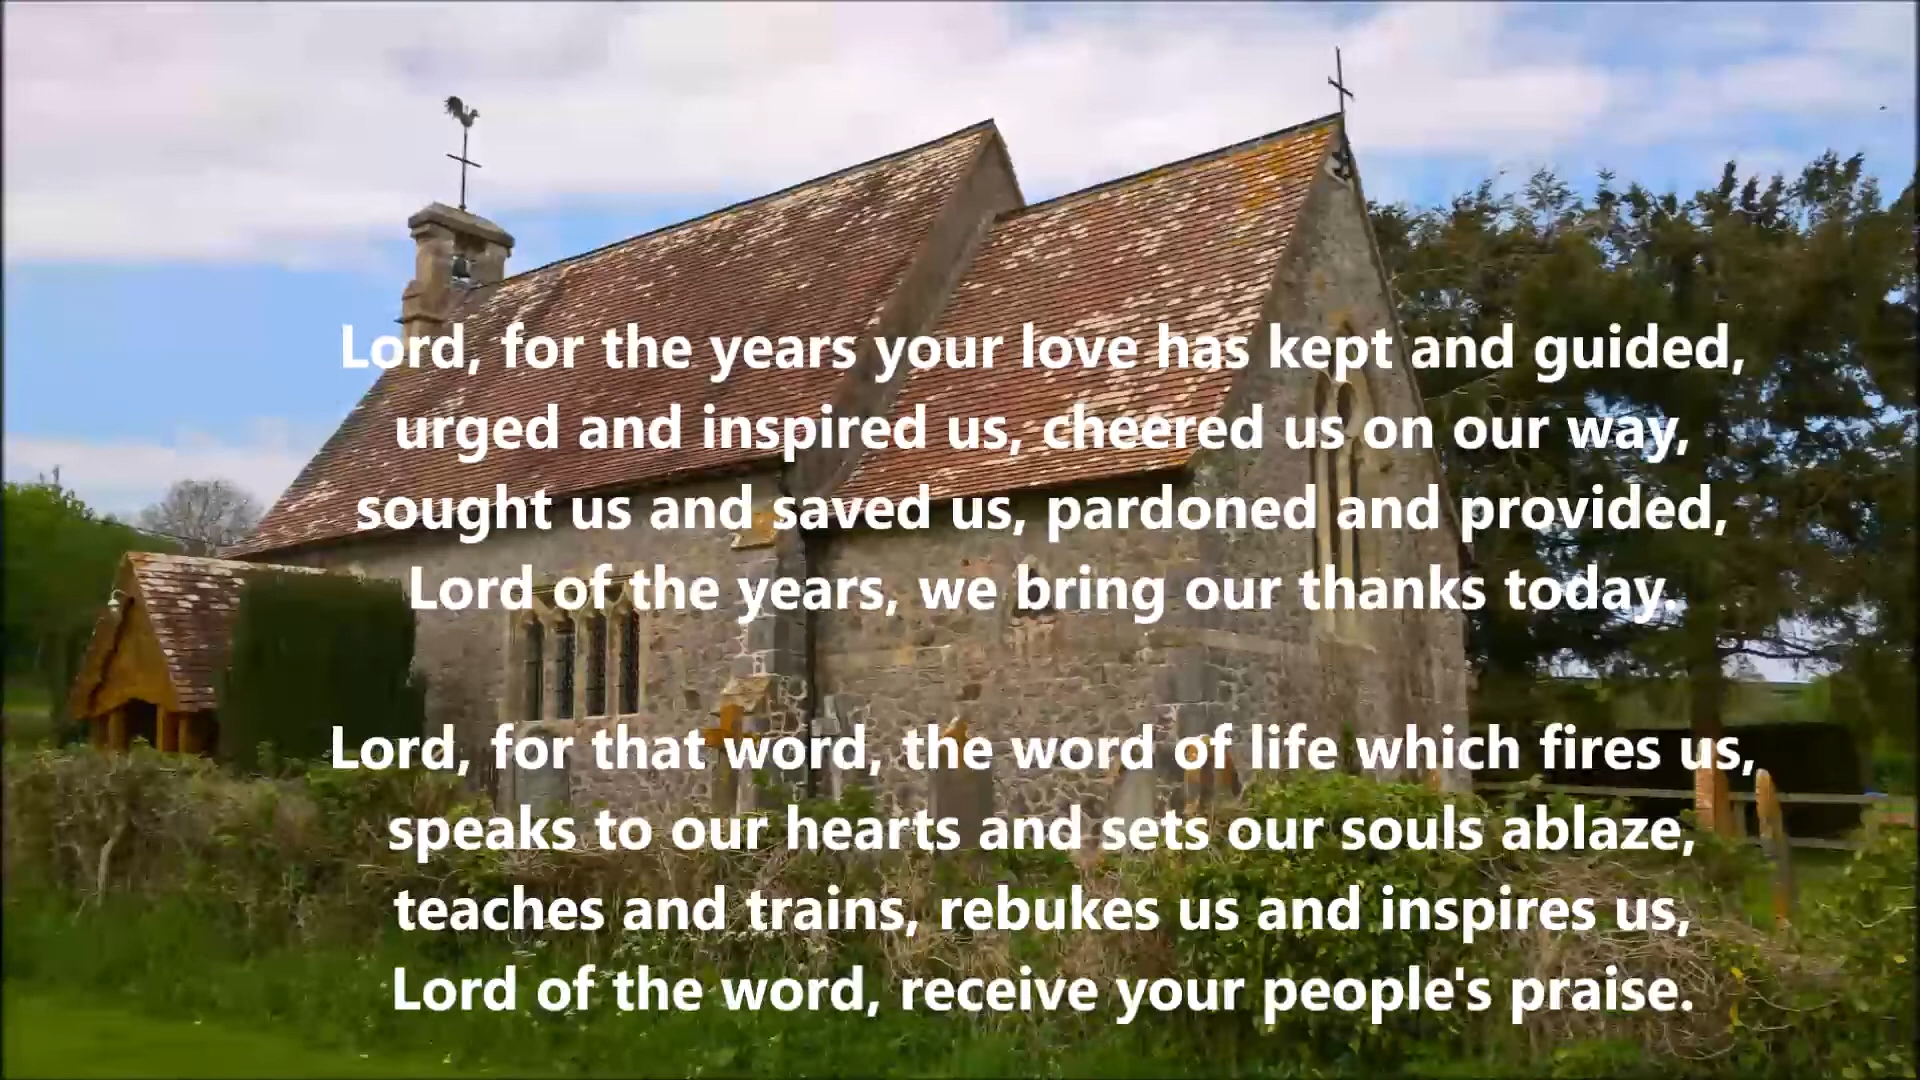 Lord, for the years your love has kept and guided,
urged and inspired us, cheered us on our way,
sought us and saved us, pardoned and provided,
Lord of the years, we bring our thanks today.
Lord, for that word, the word of life which fires us,
speaks to our hearts and sets our souls ablaze,
teaches and trains, rebukes us and inspires us,
Lord of the word, receive your people's praise.